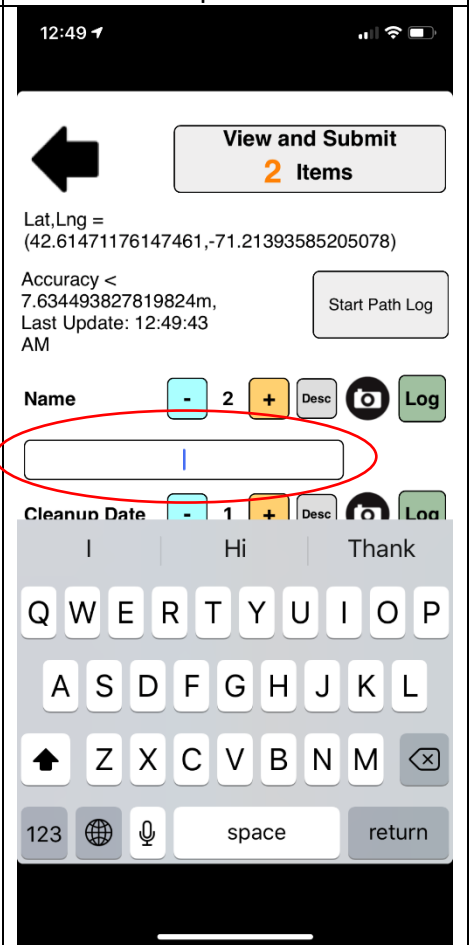 12:49
View and Submit
2 Items
Lat,Lng =
(42.61471176147461,-71.21393585205078)
Accuracy <
7.634493827819824m,
Last Update: 12:49:43
AM
Start Path Log
Name - 2 + Desc Log
Cleanup Date - 1 + Desc Log
I Hi Thank
Q W E R T Y U I O P
A S D F G H J K L
Z X C V B N M
123 space return